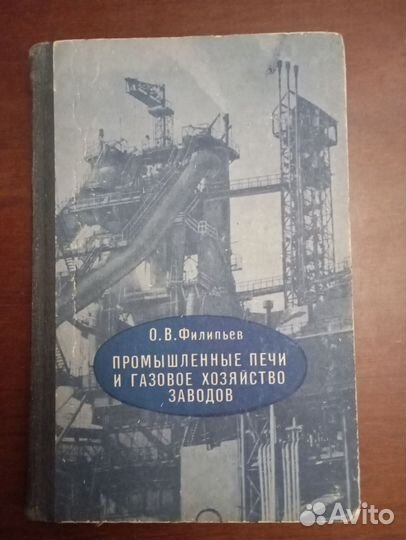 О.В.Филипьев
ПРОМЫШЛЕННЫЕ ПЕЧИ
И ГАЗОВОЕ ХОЗЯЙСТВО
ЗАВОДОВ
Avito